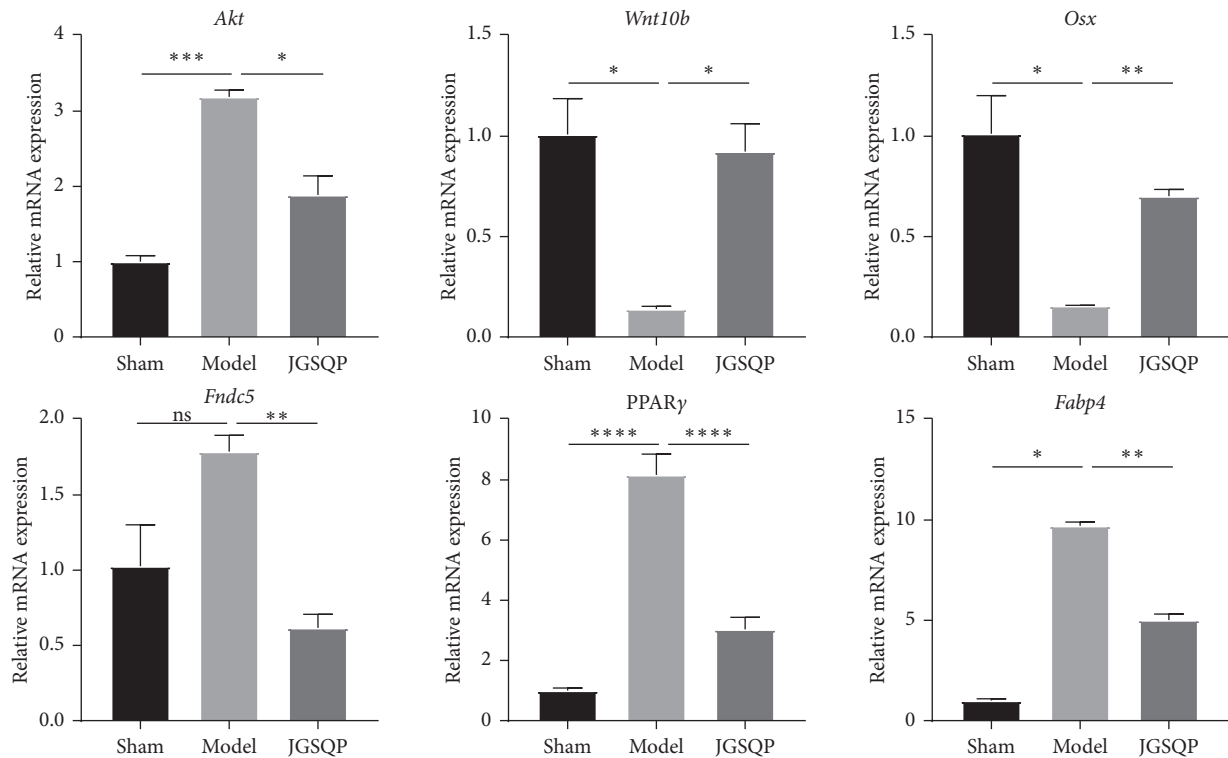 Akt
Relative mRNA expression
4
3
2
1
0
***
*
Sham Model JGSQP
Wnt10b
Relative mRNA expression
1.5
1.0
0.5
0.0
*
*
Sham Model JGSQP
Osx
Relative mRNA expression
1.5
1.0
0.5
0.0
*
**
Sham Model JGSQP
Fndc5
Relative mRNA expression
2.0
1.5
1.0
0.5
0.0
ns
**
Sham Model JGSQP
PPARγ
Relative mRNA expression
10
8
6
4
2
0
****
****
Sham Model JGSQP
Fabp4
Relative mRNA expression
15
10
5
0
*
**
Sham Model JGSQP